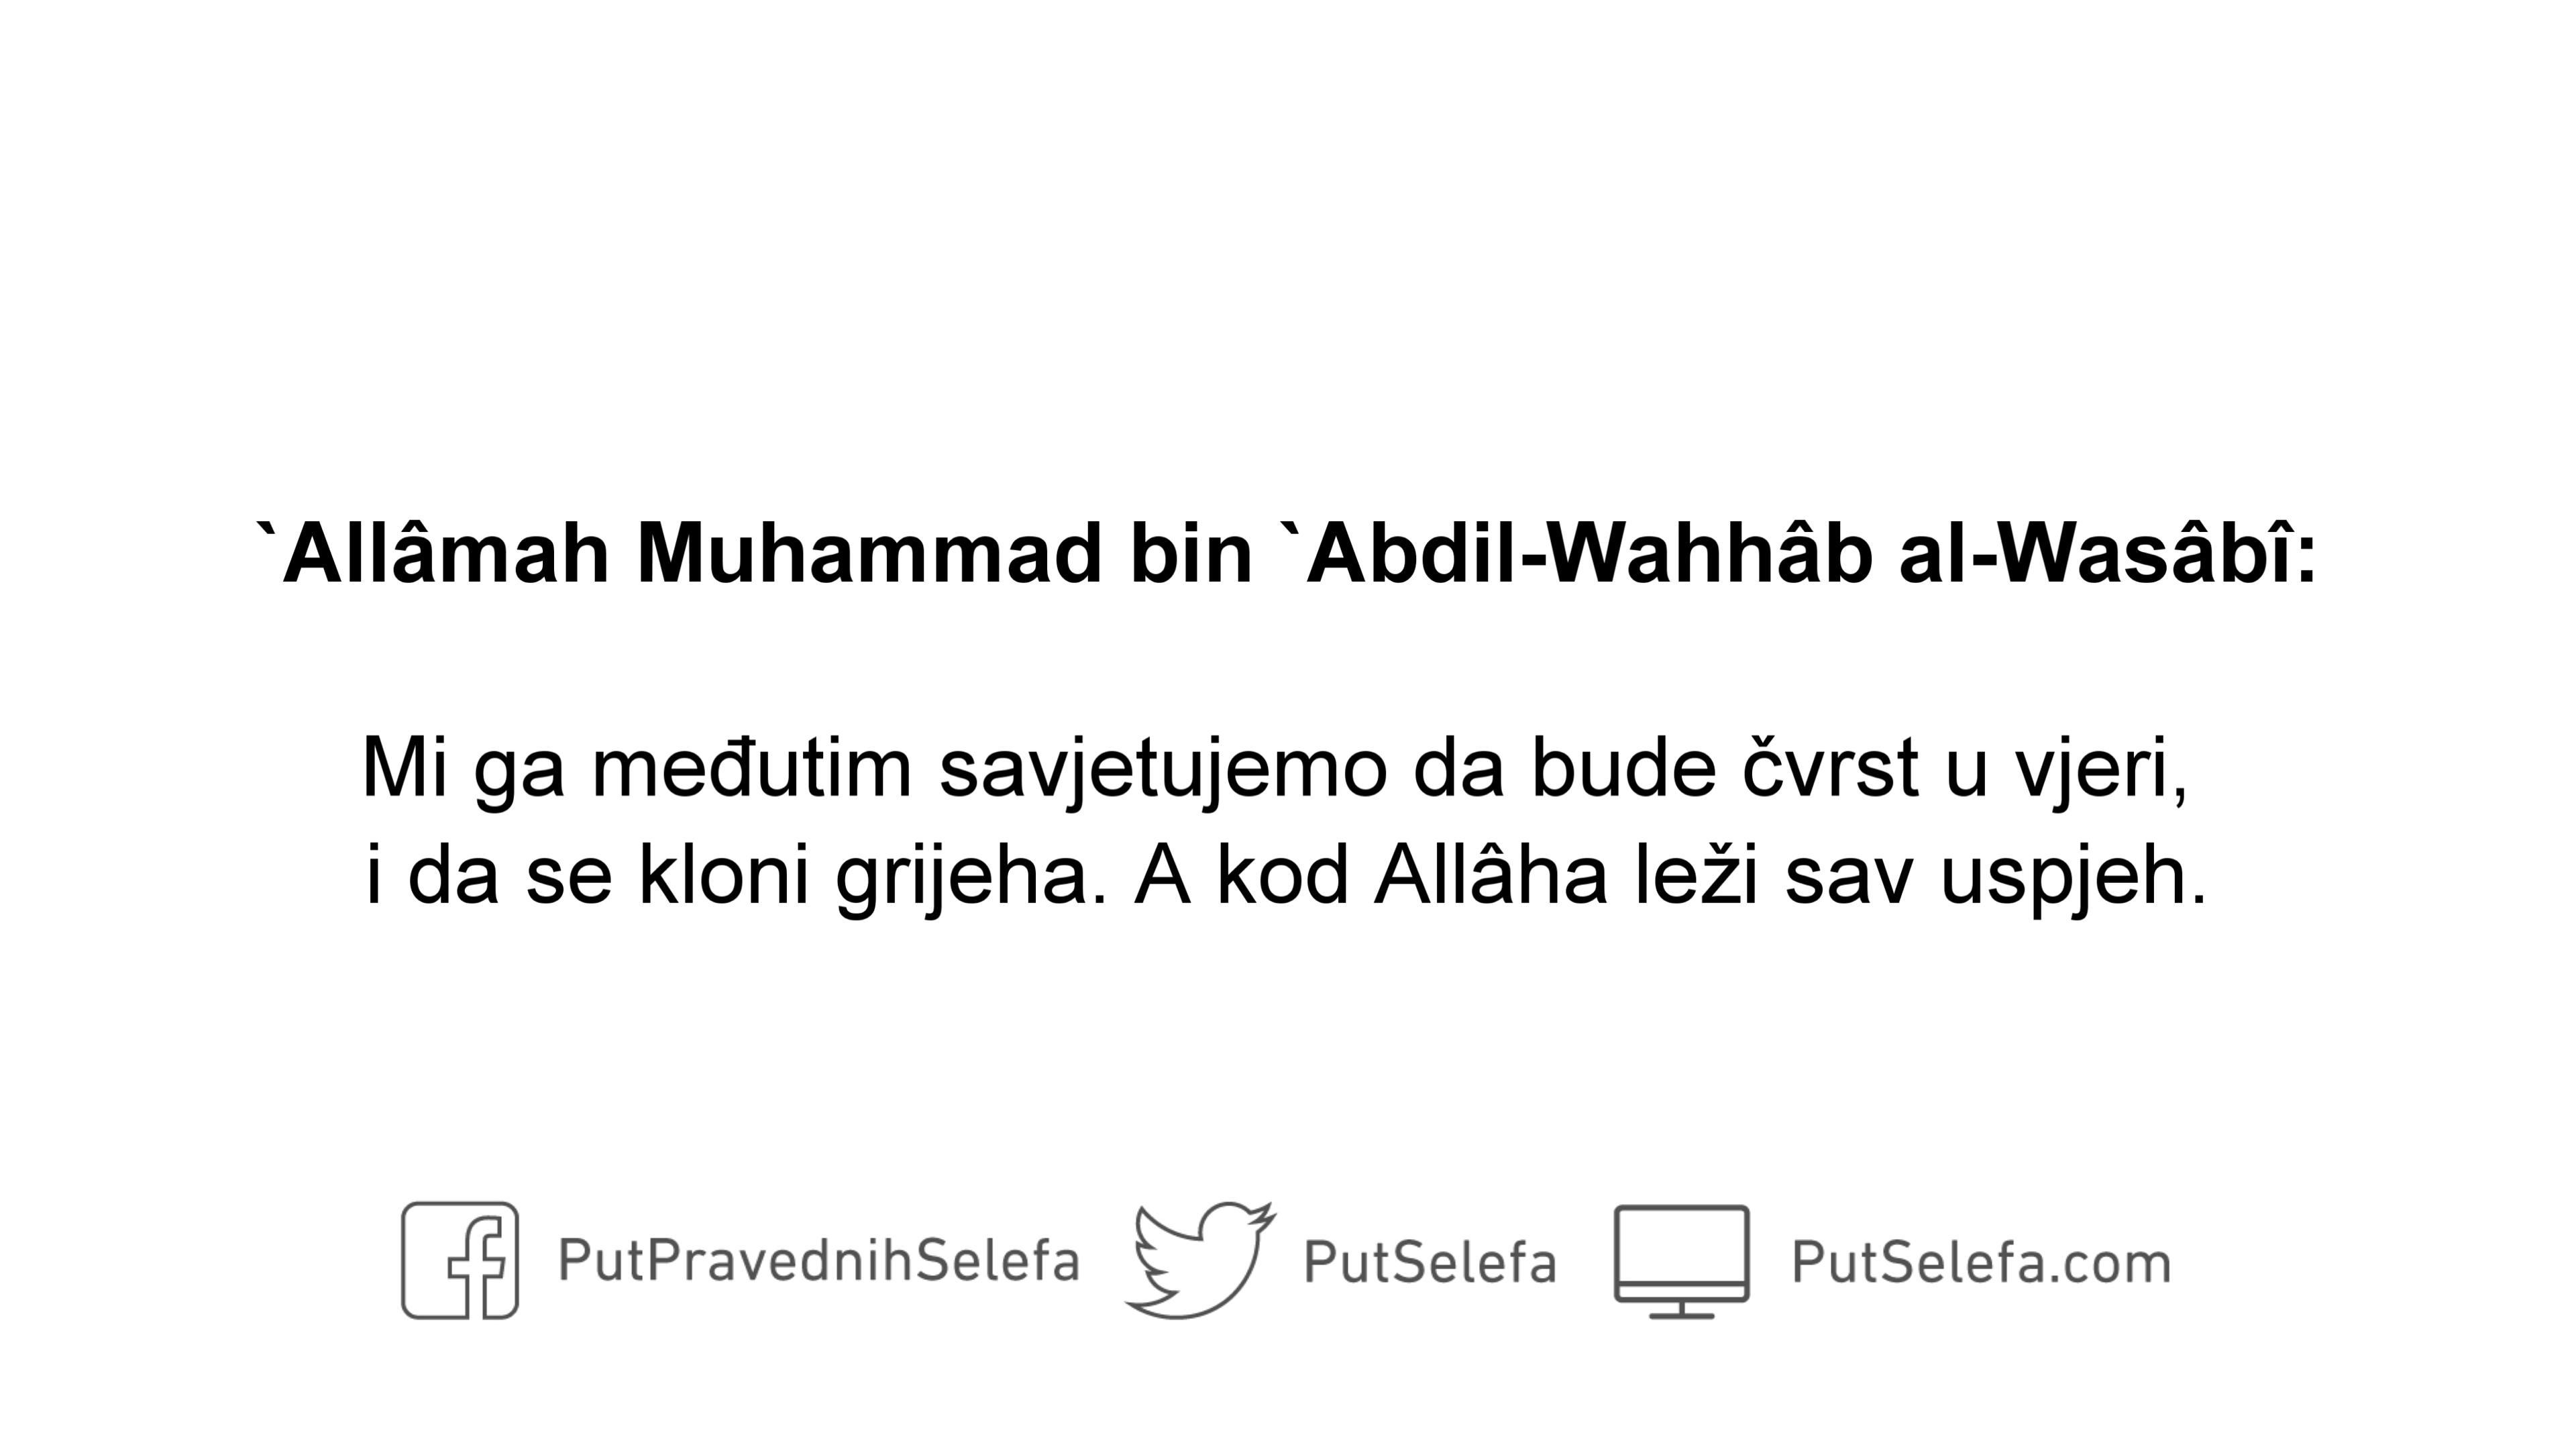 `Allâmah Muhammad bin `Abdil-Wahhâb al-Wasâbî:
Mi ga međutim savjetujemo da bude čvrst u vjeri,
i da se kloni grijeha. A kod Allâha leži sav uspjeh.
PutPravednihSelefa PutSelefa PutSelefa.com